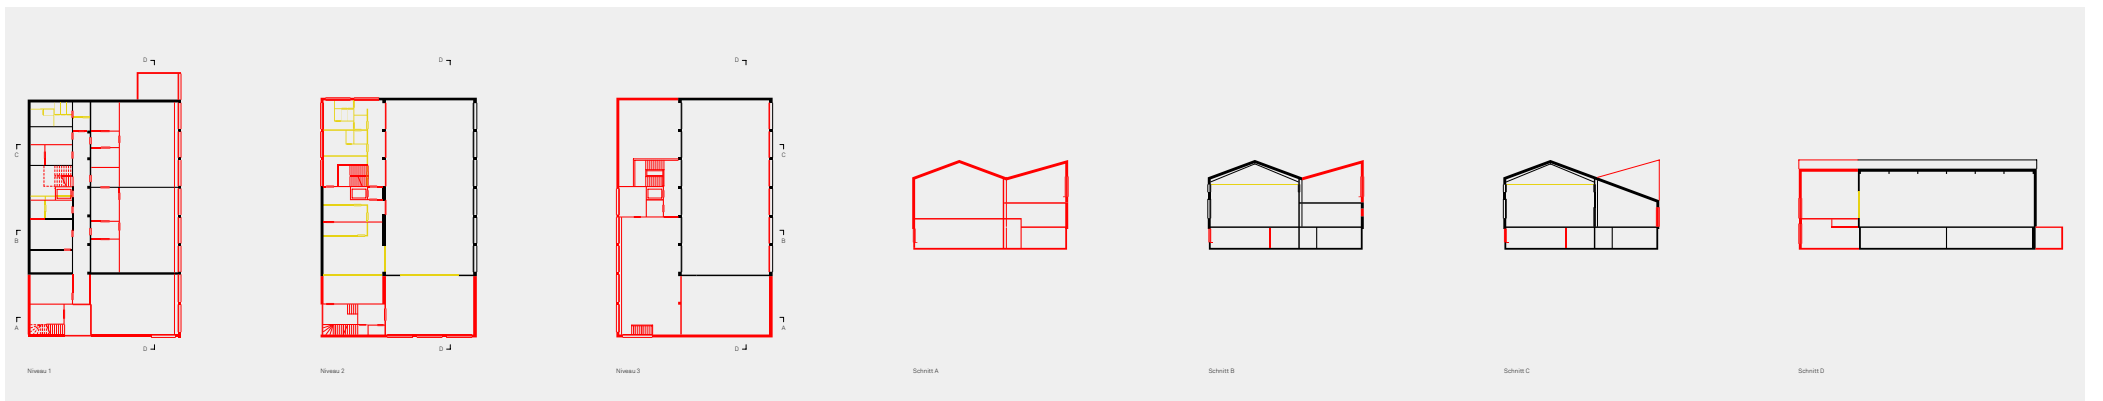 D
D
D
C
C
B
B
A
A
D
D
D
Niveau 1
Niveau 2
Niveau 3
Schnitt A
Schnitt B
Schnitt C
Schnitt D